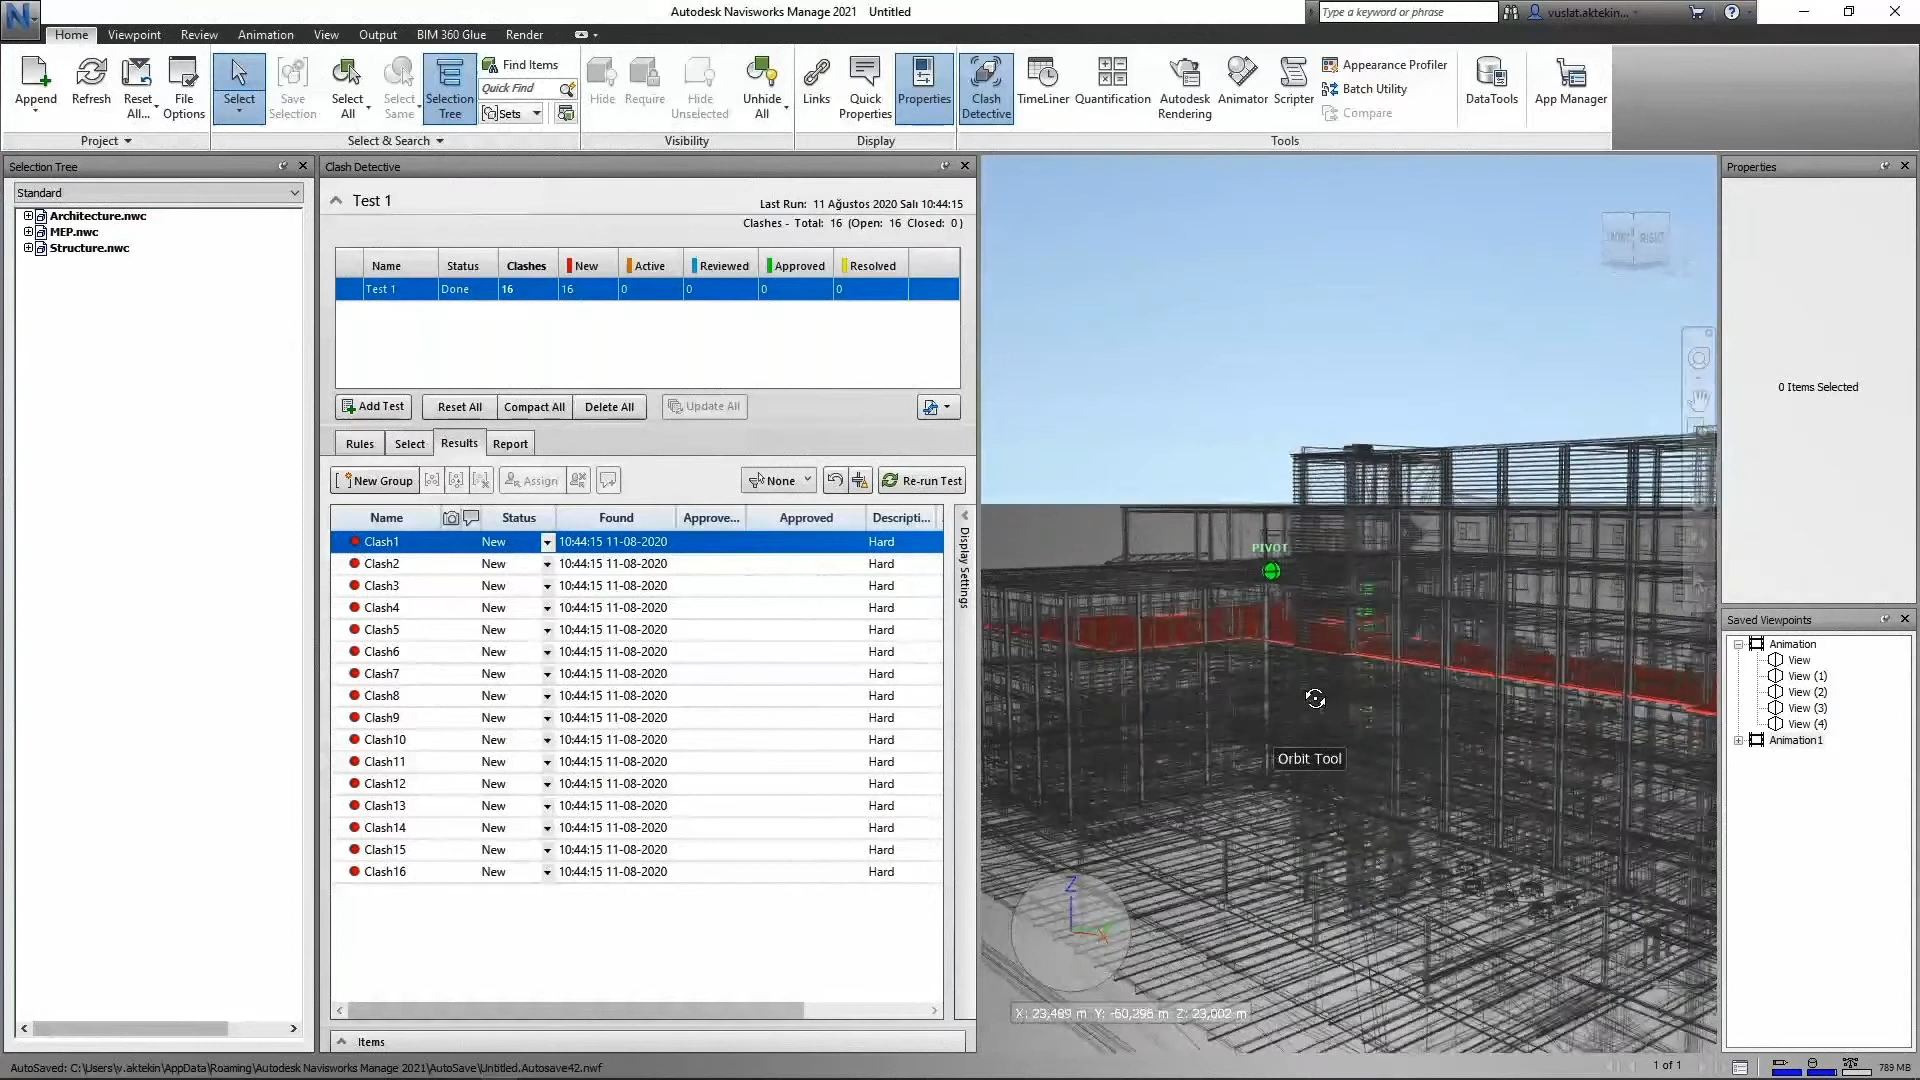 Autodesk Navisworks Manage 2021 Untitled
Type a keyword or phrase
vuslat.aktekin...
Home Viewpoint Review Animation View Output BIM 360 Glue Render
Append
Refresh
Reset All...
File Options
Project
Select
Save Selection
Select All
Select Same
Selection Tree
Find Items
Quick Find
Sets
Select & Search
Hide
Require
Hide Unselected
Unhide All
Visibility
Links
Quick Properties
Properties
Display
Clash Detective
TimeLiner
Quantification
Autodesk Rendering
Animator
Scripter
Appearance Profiler
Batch Utility
Compare
Tools
DataTools
App Manager
Selection Tree
Standard
Architecture.nwc
MEP.nwc
Structure.nwc
Clash Detective
Test 1
Last Run: 11 Ağustos 2020 Salı 10:44:15
Clashes - Total: 16 (Open: 16 Closed: 0 )
Name Status Clashes New Active Reviewed Approved Resolved
Test 1 Done 16 16 0 0 0 0
Add Test Reset All Compact All Delete All Update All
Rules Select Results Report
New Group Assign None Re-run Test
Name Status Found Approve... Approved Descripti...
Clash1 New 10:44:15 11-08-2020 Hard
Clash2 New 10:44:15 11-08-2020 Hard
Clash3 New 10:44:15 11-08-2020 Hard
Clash4 New 10:44:15 11-08-2020 Hard
Clash5 New 10:44:15 11-08-2020 Hard
Clash6 New 10:44:15 11-08-2020 Hard
Clash7 New 10:44:15 11-08-2020 Hard
Clash8 New 10:44:15 11-08-2020 Hard
Clash9 New 10:44:15 11-08-2020 Hard
Clash10 New 10:44:15 11-08-2020 Hard
Clash11 New 10:44:15 11-08-2020 Hard
Clash12 New 10:44:15 11-08-2020 Hard
Clash13 New 10:44:15 11-08-2020 Hard
Clash14 New 10:44:15 11-08-2020 Hard
Clash15 New 10:44:15 11-08-2020 Hard
Clash16 New 10:44:15 11-08-2020 Hard
Display Settings
Items
RIGHT
PIVOT
Orbit Tool
Z
X: 23,489 m Y: -60,296 m Z: 23,002 m
Properties
0 Items Selected
Saved Viewpoints
Animation
View
View (1)
View (2)
View (3)
View (4)
Animation1
AutoSaved: C:\Users\v.aktekin\AppData\Roaming\Autodesk Navisworks Manage 2021\AutoSave\Untitled.Autosave42.nwf
1 of 1
789 MB